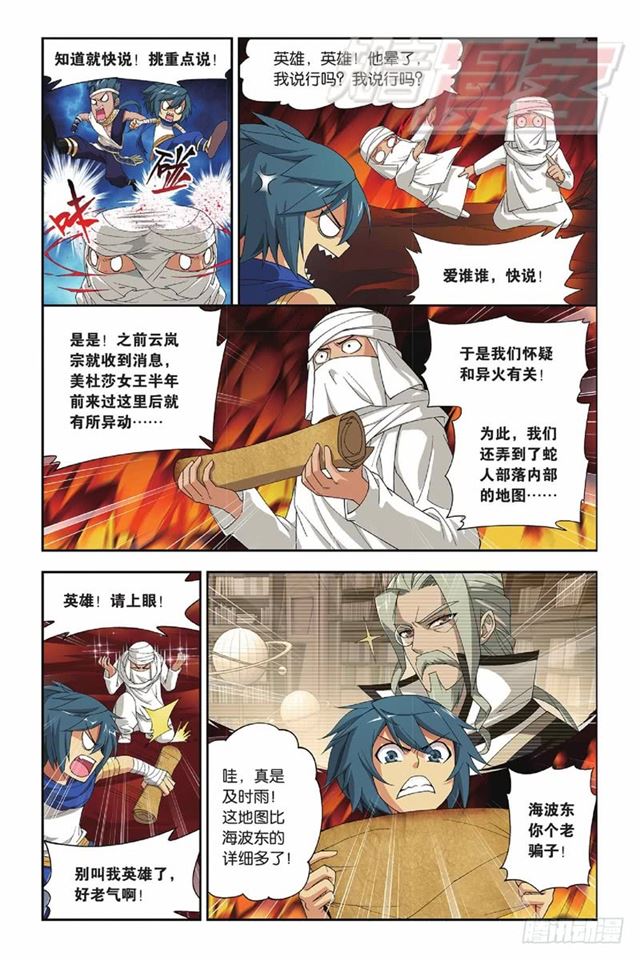 知道就快说！挑重点说！
碰
咔
英雄，英雄！他晕了，
我说行吗？我说行吗？
爱谁谁，快说！
是是！之前云岚
宗就收到消息，
美杜莎女王半年
前来过这里后就
有所异动……
于是我们怀疑
和异火有关！
为此，我们
还弄到了蛇
人部落内部
的地图……
英雄！请上眼！
别叫我英雄了，
好老气啊！
哇，真是
及时雨！
这地图比
海波东的
详细多了！
海波东
你个老
骗子！
腾讯动漫